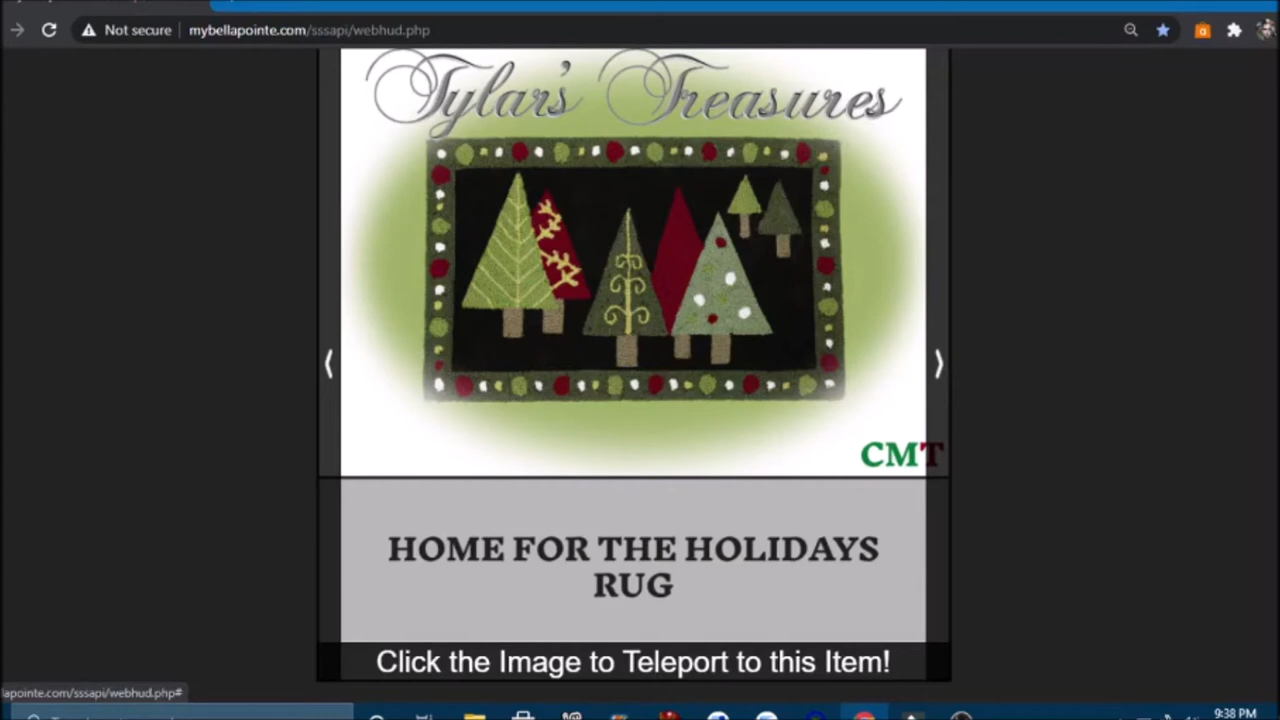 Not secure
mybellapointe.com/sssapi/webhud.php
Tylar's Treasures
CMT
HOME FOR THE HOLIDAYS
RUG
Click the Image to Teleport to this Item!
lapointe.com/sssapi/webhud.php#
9:38 PM